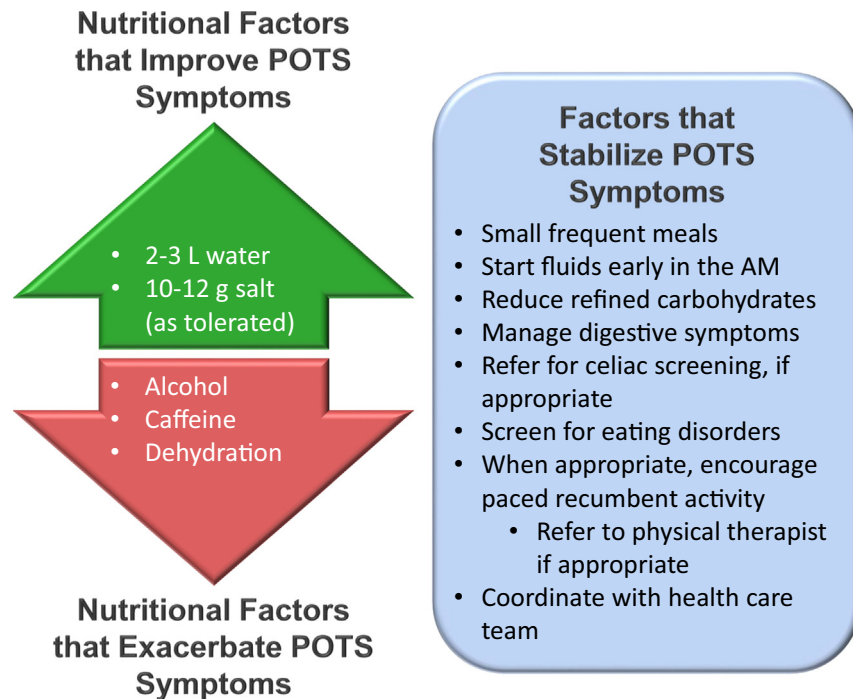 Nutritional Factors
that Improve POTS
Symptoms
• 2-3 L water
• 10-12 g salt
(as tolerated)
• Alcohol
• Caffeine
• Dehydration
Nutritional Factors
that Exacerbate POTS
Symptoms
Factors that
Stabilize POTS
Symptoms
• Small frequent meals
• Start fluids early in the AM
• Reduce refined carbohydrates
• Manage digestive symptoms
• Refer for celiac screening, if
appropriate
• Screen for eating disorders
• When appropriate, encourage
paced recumbent activity
• Refer to physical therapist
if appropriate
• Coordinate with health care
team